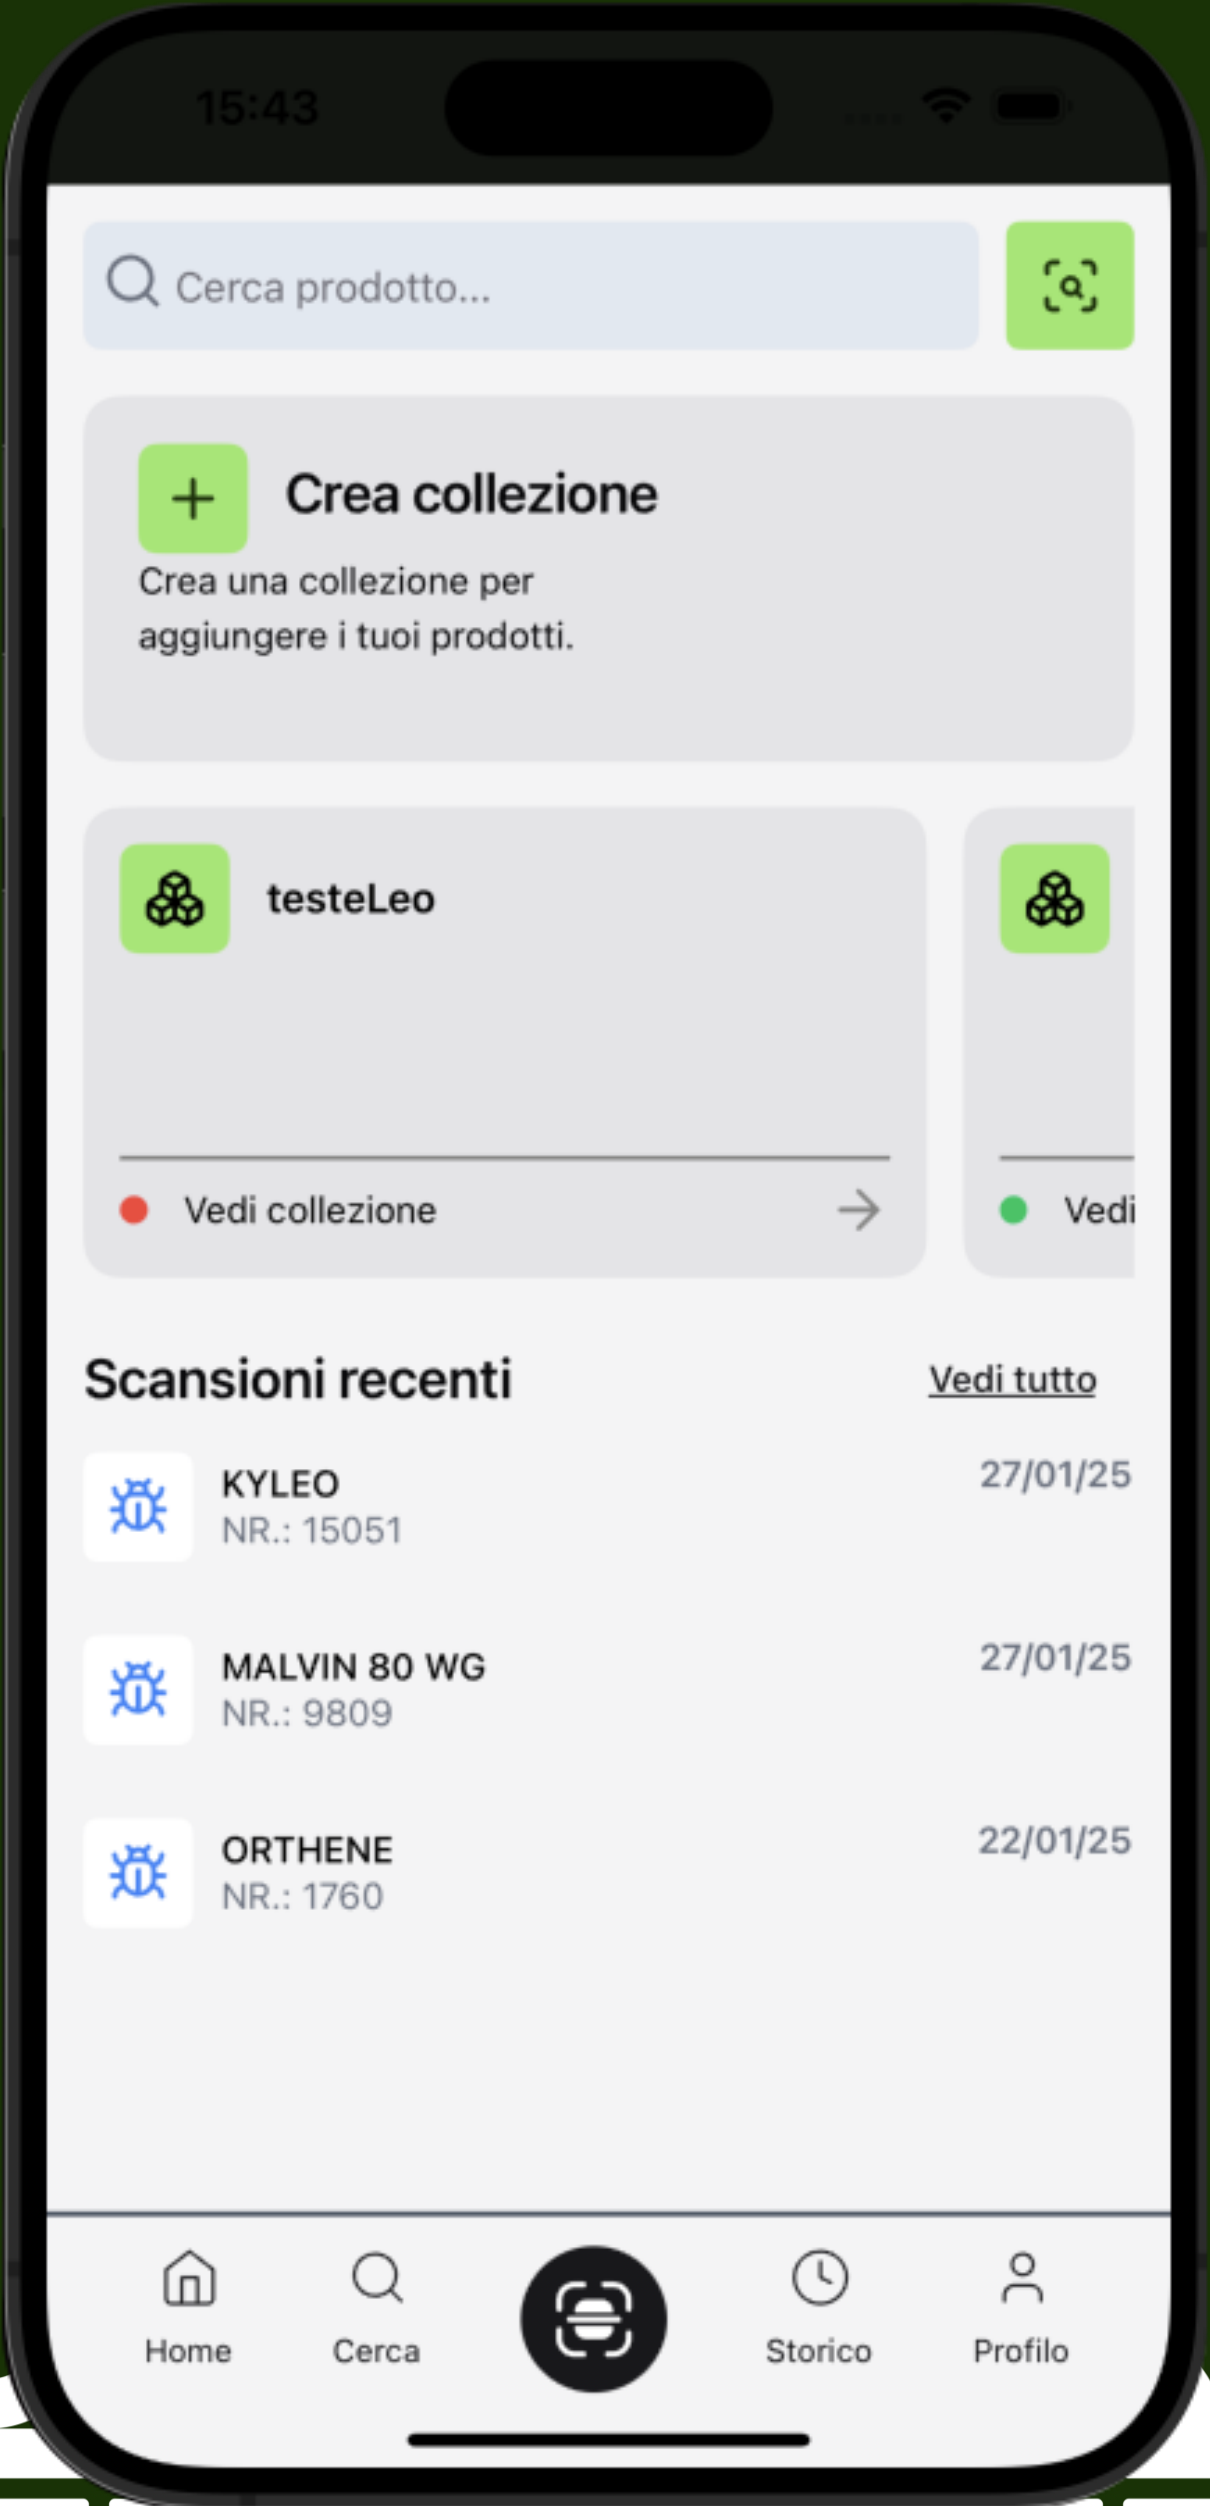 15:43
Cerca prodotto...
Crea collezione
Crea una collezione per
aggiungere i tuoi prodotti.
testeLeo
Vedi collezione
Vedi
Scansioni recenti
Vedi tutto
KYLEO
27/01/25
NR.: 15051
MALVIN 80 WG
27/01/25
NR.: 9809
ORTHENE
22/01/25
NR.: 1760
Home
Cerca
Storico
Profilo